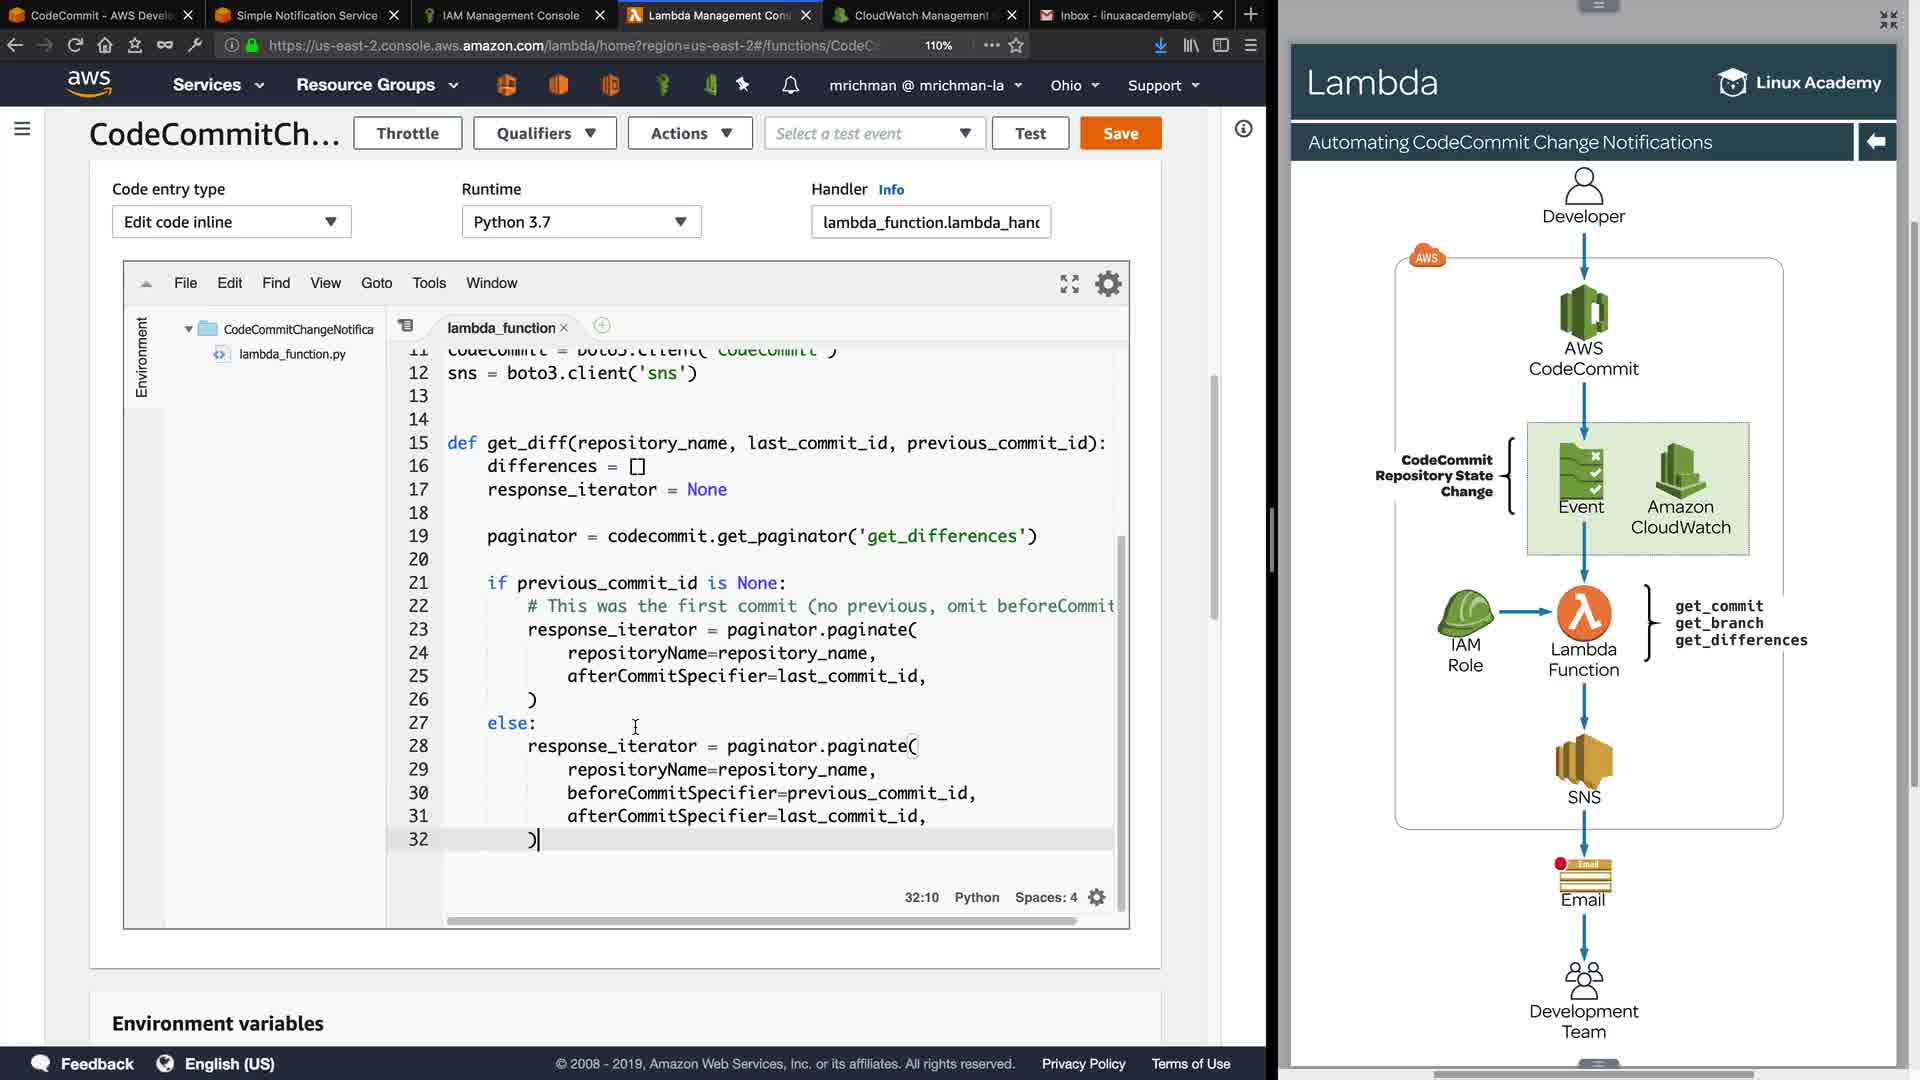 CodeCommit - AWS Develo
Simple Notification Service
IAM Management Console
Lambda Management Cons
CloudWatch Management
Inbox - linuxacademylab@g
https://us-east-2.console.aws.amazon.com/lambda/home?region=us-east-2#/functions/CodeC
110%
aws
Services
Resource Groups
mrichman @ mrichman-la
Ohio
Support
CodeCommitCh...
Throttle
Qualifiers
Actions
Select a test event
Test
Save
Code entry type
Runtime
Handler Info
Edit code inline
Python 3.7
lambda_function.lambda_hand
File Edit Find View Goto Tools Window
Environment
CodeCommitChangeNotifica
lambda_function.py
lambda_function
11 codecommit = boto3.client('codecommit')
12 sns = boto3.client('sns')
13
14
15 def get_diff(repository_name, last_commit_id, previous_commit_id):
16     differences = []
17     response_iterator = None
18
19     paginator = codecommit.get_paginator('get_differences')
20
21     if previous_commit_id is None:
22         # This was the first commit (no previous, omit beforeCommit
23         response_iterator = paginator.paginate(
24             repositoryName=repository_name,
25             afterCommitSpecifier=last_commit_id,
26         )
27     else:
28         response_iterator = paginator.paginate(
29             repositoryName=repository_name,
30             beforeCommitSpecifier=previous_commit_id,
31             afterCommitSpecifier=last_commit_id,
32         )
32:10 Python Spaces: 4
Environment variables
Feedback
English (US)
© 2008 - 2019, Amazon Web Services, Inc. or its affiliates. All rights reserved.
Privacy Policy
Terms of Use
Lambda
Linux Academy
Automating CodeCommit Change Notifications
Developer
AWS
AWS
CodeCommit
CodeCommit
Repository State
Change
Event
Amazon
CloudWatch
IAM
Role
Lambda
Function
get_commit
get_branch
get_differences
SNS
Email
Email
Development
Team